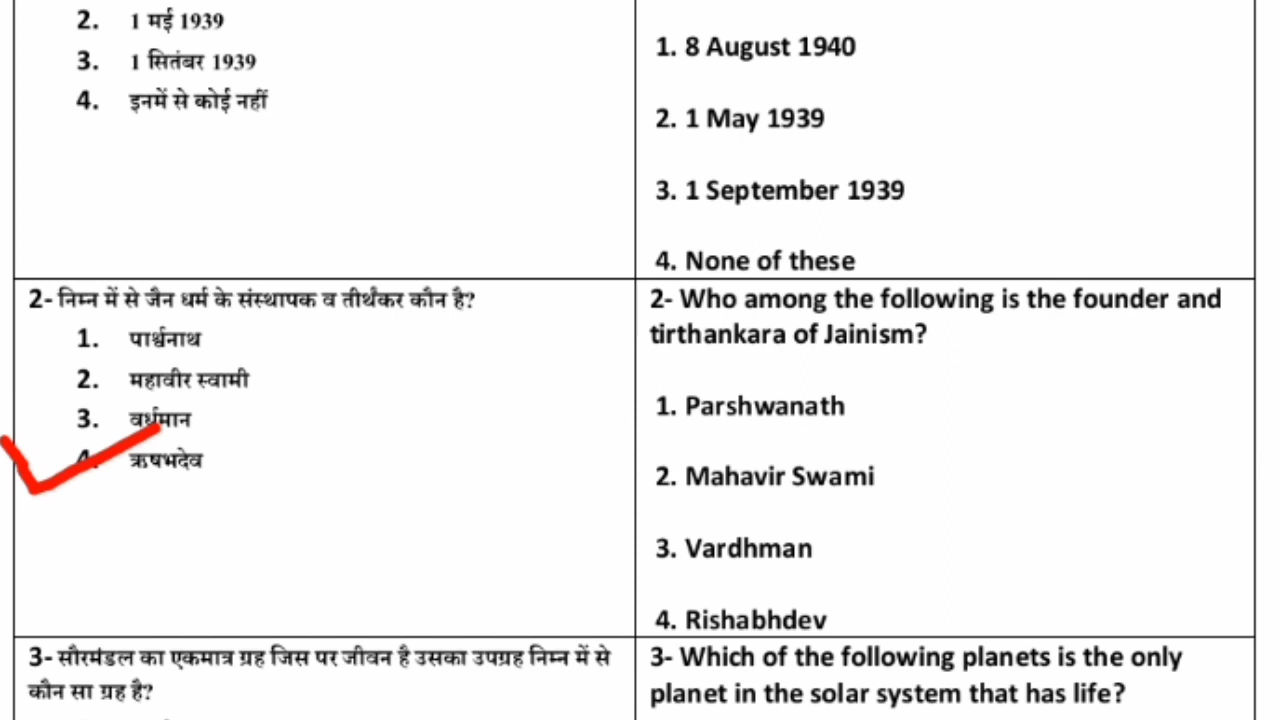 2. 1 मई 1939
3. 1 सितंबर 1939
4. इनमें से कोई नहीं
1. 8 August 1940
2. 1 May 1939
3. 1 September 1939
4. None of these
2- निम्न में से जैन धर्म के संस्थापक व तीर्थंकर कौन है?
1. पार्श्वनाथ
2. महावीर स्वामी
3. वर्धमान
4. ऋषभदेव
2- Who among the following is the founder and
tirthankara of Jainism?
1. Parshwanath
2. Mahavir Swami
3. Vardhman
4. Rishabhdev
3- सौरमंडल का एकमात्र ग्रह जिस पर जीवन है उसका उपग्रह निम्न में से
कौन सा ग्रह है?
3- Which of the following planets is the only
planet in the solar system that has life?